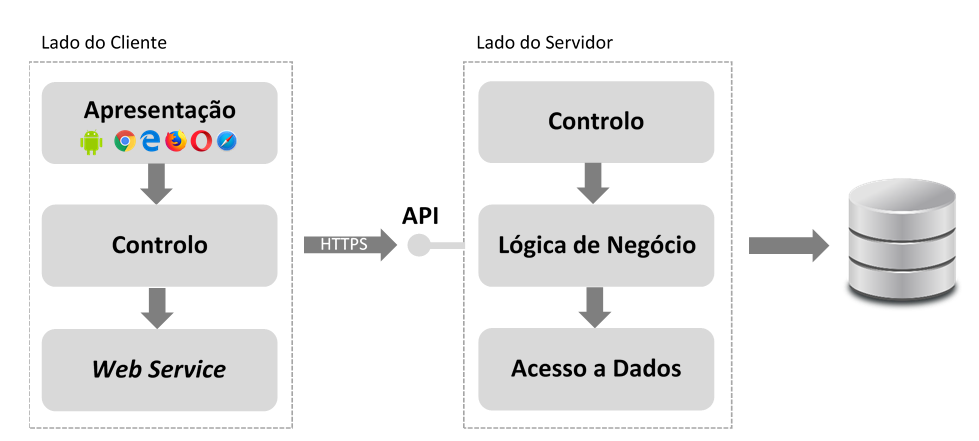 Lado do Cliente
Apresentação
Controlo
Web Service
HTTPS
API
Lado do Servidor
Controlo
Lógica de Negócio
Acesso a Dados